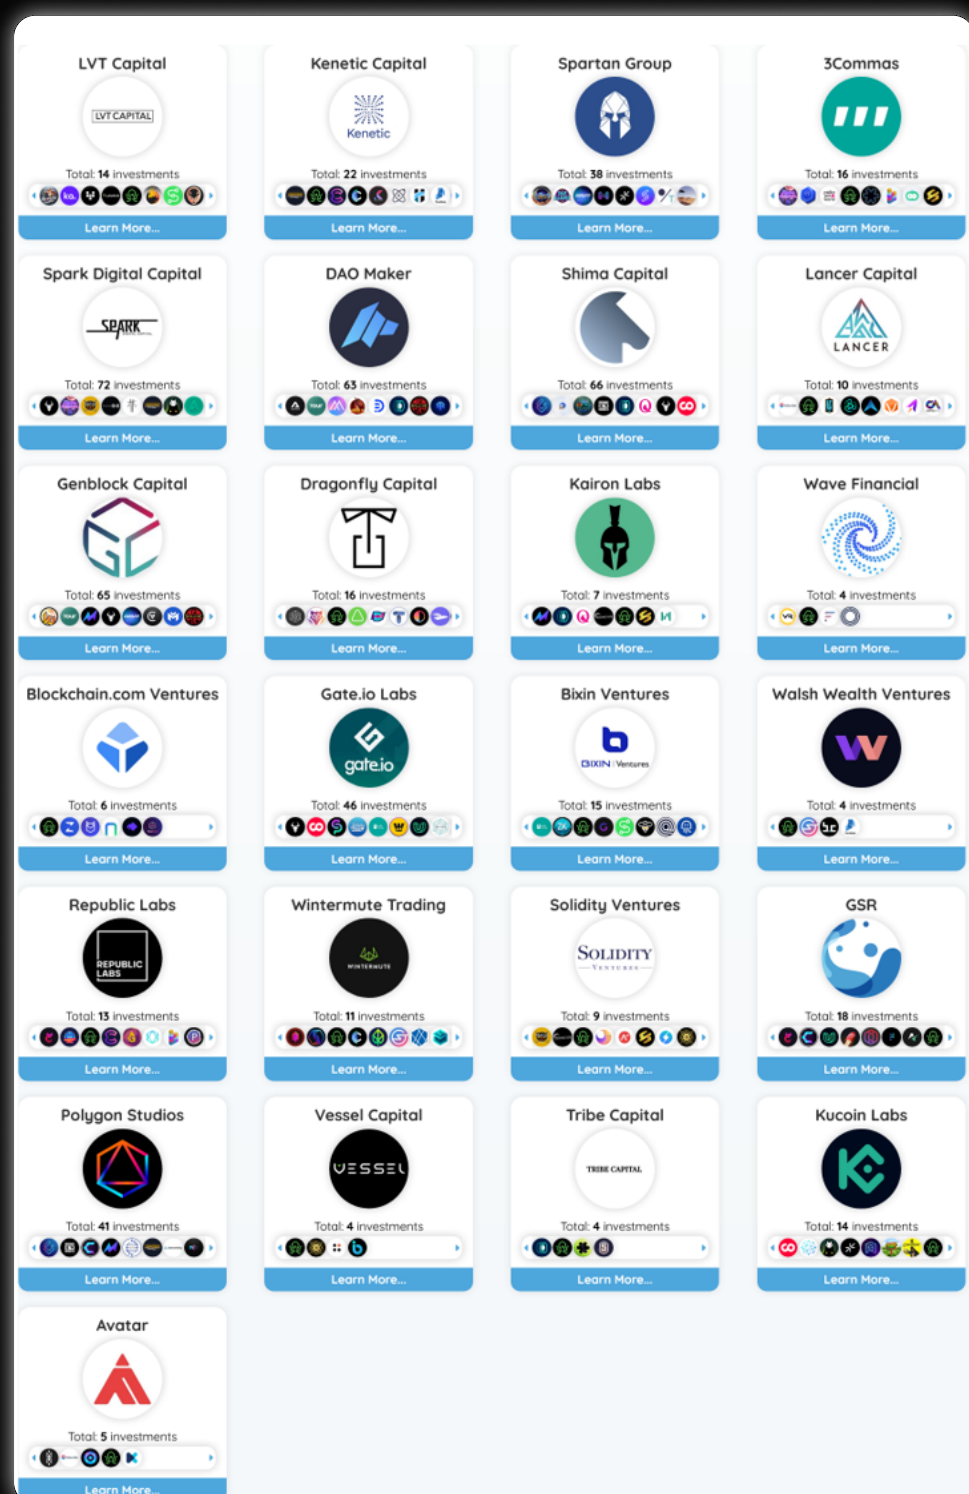 LVT Capital
LVT CAPITAL
Total: 14 investments
Learn More...
Kenetic Capital
Kenetic
Total: 22 investments
Learn More...
Spartan Group
Total: 38 investments
Learn More...
3Commas
Total: 16 investments
Learn More...
Spark Digital Capital
SPARK
Total: 72 investments
Learn More...
DAO Maker
Total: 63 investments
Learn More...
Shima Capital
Total: 66 investments
Learn More...
Lancer Capital
LANCER
Total: 10 investments
Learn More...
Genblock Capital
GC
Total: 65 investments
Learn More...
Dragonfly Capital
Total: 16 investments
Learn More...
Kairon Labs
Total: 7 investments
Learn More...
Wave Financial
Total: 4 investments
Learn More...
Blockchain.com Ventures
Total: 6 investments
Learn More...
Gate.io Labs
gate.io
Total: 46 investments
Learn More...
Bixin Ventures
BIXIN | Ventures
Total: 15 investments
Learn More...
Walsh Wealth Ventures
Total: 4 investments
Learn More...
Republic Labs
REPUBLIC
LABS
Total: 13 investments
Learn More...
Wintermute Trading
WINTERMUTE
Total: 11 investments
Learn More...
Solidity Ventures
SOLIDITY
VENTURES
Total: 9 investments
Learn More...
GSR
Total: 18 investments
Learn More...
Polygon Studios
Total: 41 investments
Learn More...
Vessel Capital
VESSEL
Total: 4 investments
Learn More...
Tribe Capital
TRIBE CAPITAL
Total: 4 investments
Learn More...
Kucoin Labs
Total: 14 investments
Learn More...
Avatar
Total: 5 investments
Learn More...